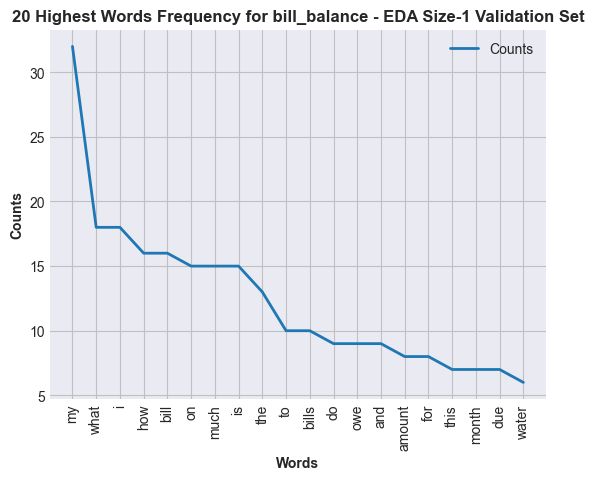 20 Highest Words Frequency for bill_balance - EDA Size-1 Validation Set
Counts
30
25
20
15
10
5
Counts
my
what
i
how
bill
on
much
is
the
to
bills
do
owe
and
amount
for
this
month
due
water
Words